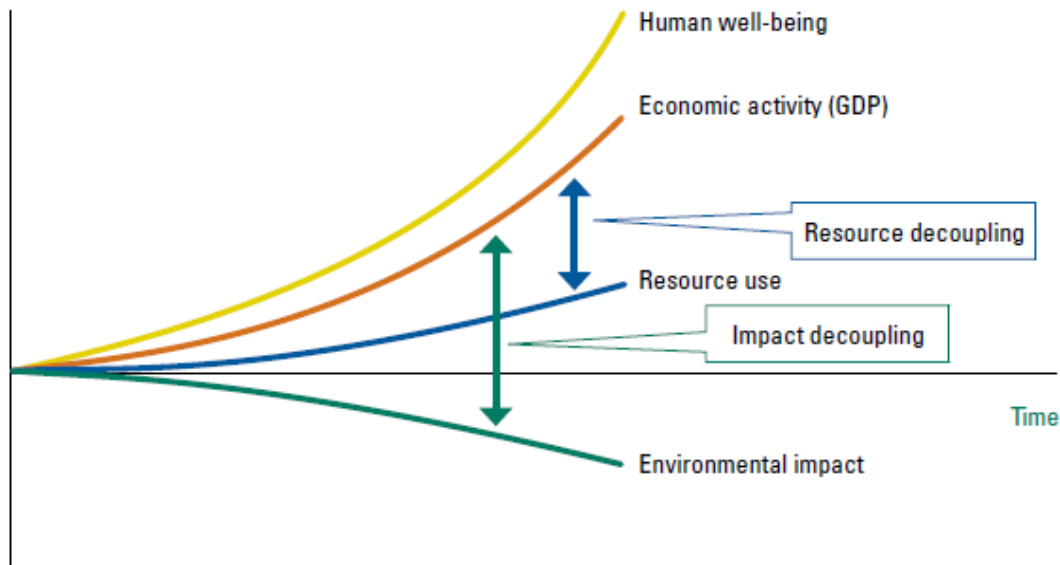 Human well-being
Economic activity (GDP)
Resource decoupling
Resource use
Impact decoupling
Time
Environmental impact